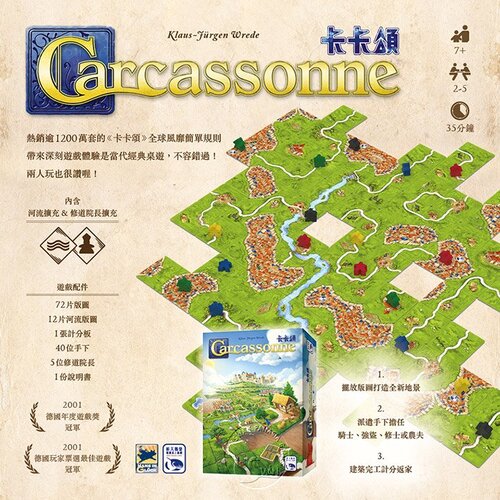 Klaus-Jürgen Wrede
Carcassonne
卡卡頌
7+
2-5
35分鐘
熱銷逾1200萬套的《卡卡頌》全球風靡簡單規則
帶來深刻遊戲體驗是當代經典桌遊，不容錯過！
兩人玩也很讚喔！
內含
河流擴充 & 修道院長擴充
遊戲配件
72片版圖
12片河流版圖
1張計分板
40位手下
5位修道院長
1份說明書
2001
德國年度遊戲獎
冠軍
2001
德國玩家票選最佳遊戲
冠軍
卡卡頌
Carcassonne
1.
擺放版圖打造全新地景
2.
派遣手下擔任
騎士、強盜、修士或農夫
3.
建築完工計分返家